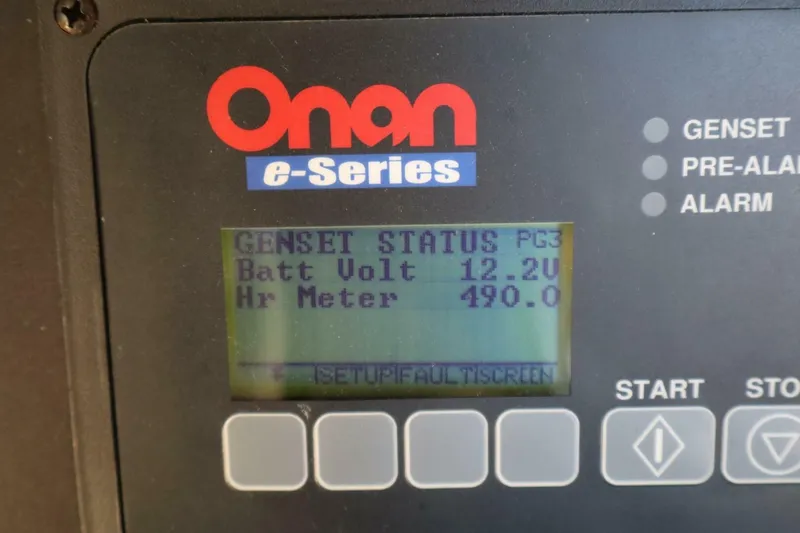 Onan
e-Series
GENSET
PRE-ALA
ALARM
GENSET STATUS PG3
Batt Volt 12.2V
Hr Meter 490.0
SETUP|FAULT|SCREEN
START
STO